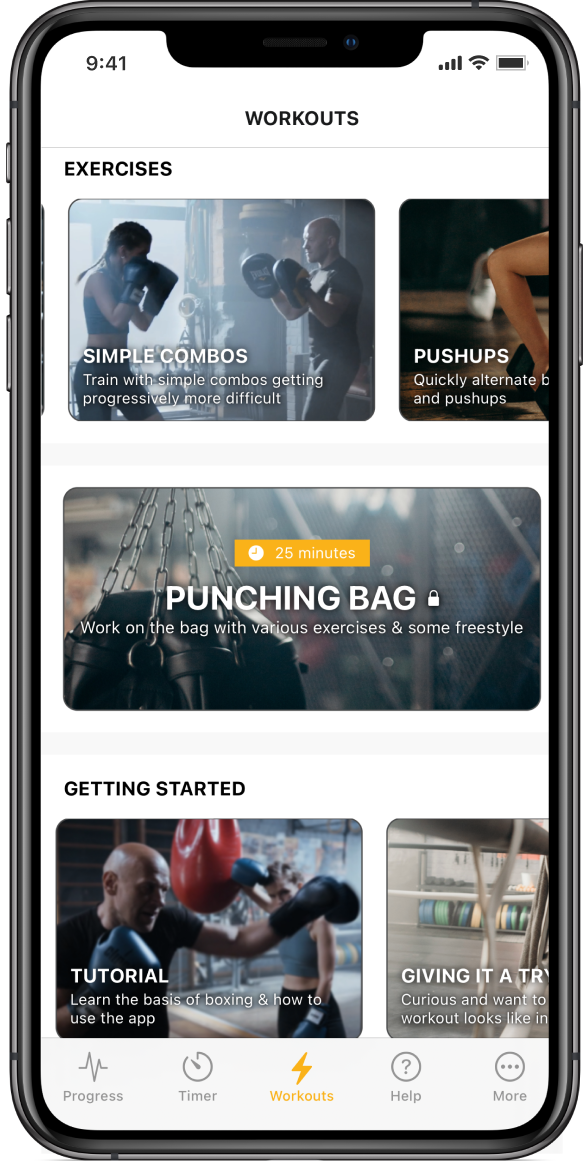 9:41
WORKOUTS
EXERCISES
SIMPLE COMBOS
Train with simple combos getting
progressively more difficult
PUSHUPS
Quickly alternate b
and pushups
25 minutes
PUNCHING BAG
Work on the bag with various exercises & some freestyle
GETTING STARTED
TUTORIAL
Learn the basis of boxing & how to
use the app
GIVING IT A TRY
Curious and want to
workout looks like in
Progress
Timer
Workouts
Help
More